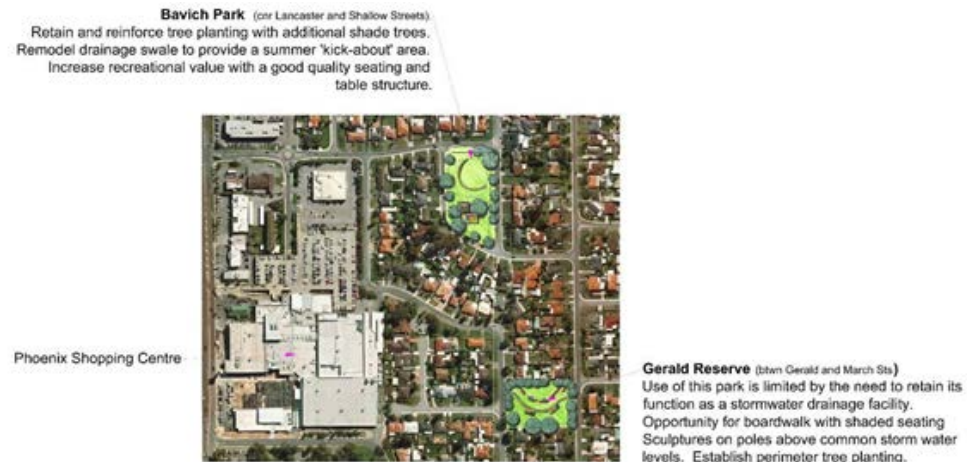 Bavich Park (cnr Lancaster and Shallow Streets).
Retain and reinforce tree planting with additional shade trees.
Remodel drainage swale to provide a summer 'kick-about' area.
Increase recreational value with a good quality seating and
table structure.
Phoenix Shopping Centre
Gerald Reserve (btwn Gerald and March Sts)
Use of this park is limited by the need to retain its
function as a stormwater drainage facility.
Opportunity for boardwalk with shaded seating
Sculptures on poles above common storm water
levels. Establish perimeter tree planting.